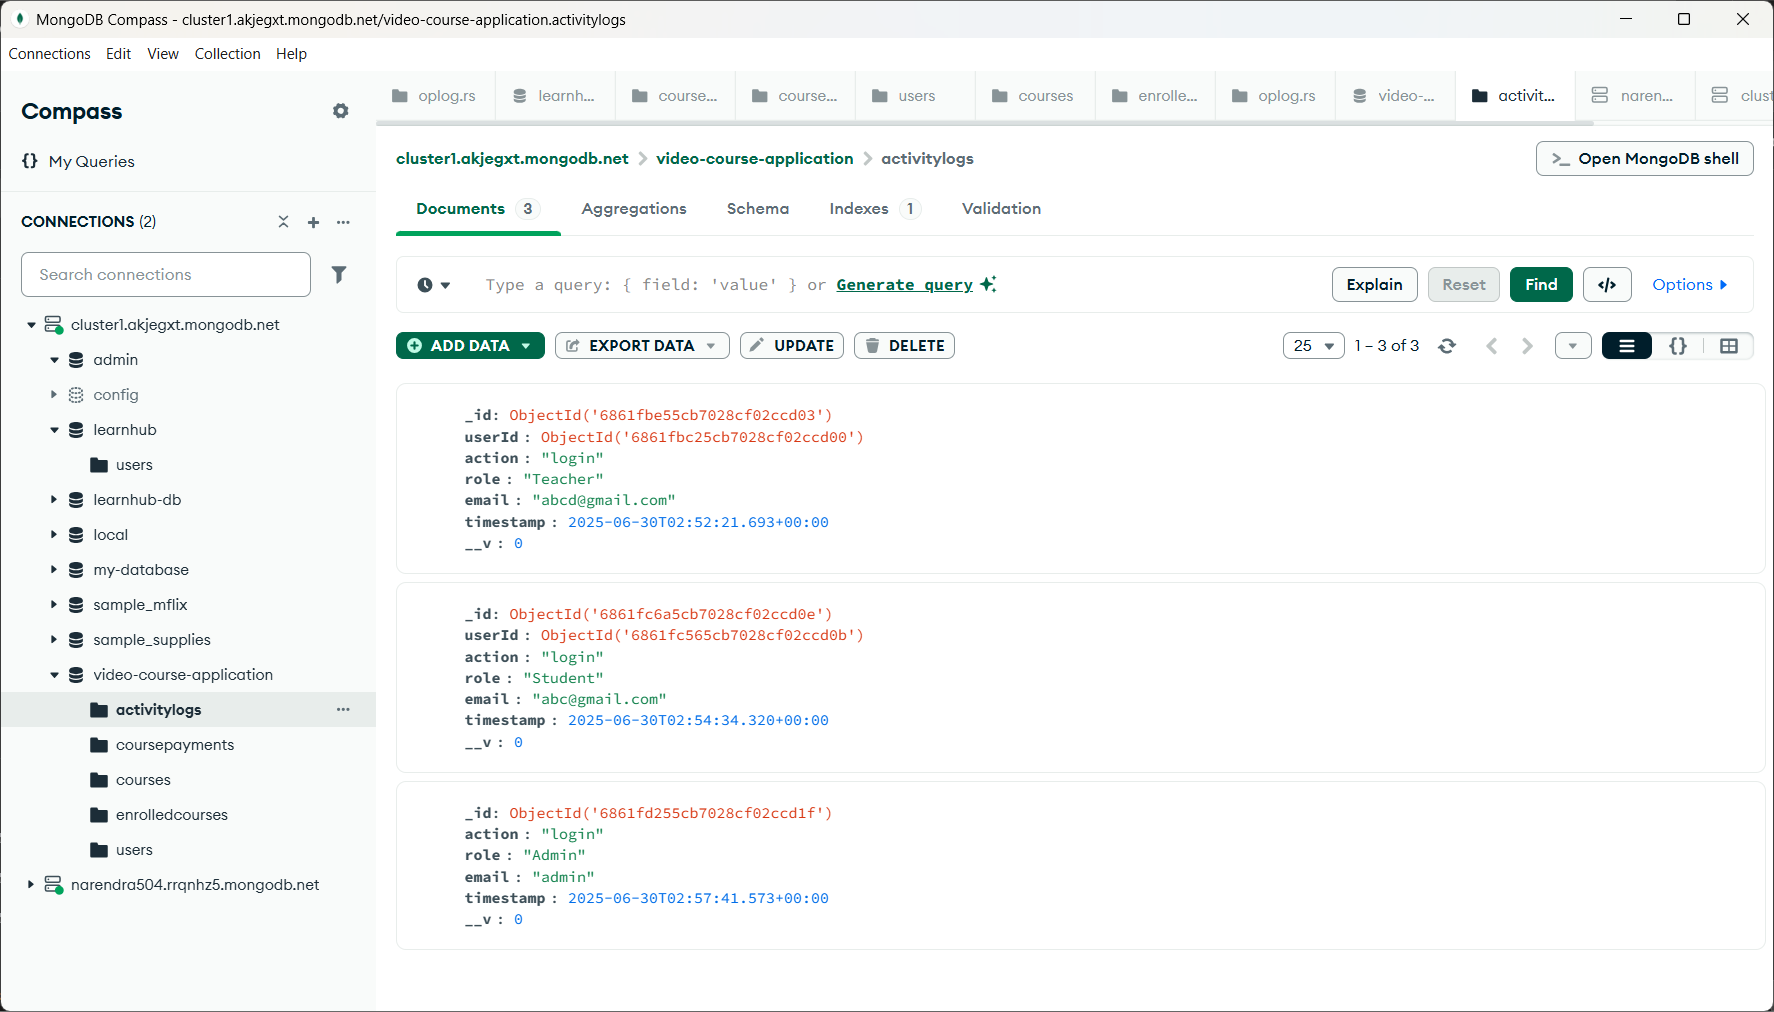 MongoDB Compass - cluster1.akjegxt.mongodb.net/video-course-application.activitylogs
Connections Edit View Collection Help
Compass
{} My Queries
CONNECTIONS (2)
Search connections
cluster1.akjegxt.mongodb.net
admin
config
learnhub
users
learnhub-db
local
my-database
sample_mflix
sample_supplies
video-course-application
activitylogs
coursepayments
courses
enrolledcourses
users
narendra504.rrqnhz5.mongodb.net
oplog.rs learnh... course... course... users courses enrolle... oplog.rs video-... activit... naren... clust
cluster1.akjegxt.mongodb.net > video-course-application > activitylogs
>_ Open MongoDB shell
Documents 3 Aggregations Schema Indexes 1 Validation
Type a query: { field: 'value' } or Generate query
Explain Reset Find </> Options
ADD DATA EXPORT DATA UPDATE DELETE
25 1 – 3 of 3 {}
_id: ObjectId('6861fbe55cb7028cf02ccd03')
userId : ObjectId('6861fbc25cb7028cf02ccd00')
action : "login"
role : "Teacher"
email : "abcd@gmail.com"
timestamp : 2025-06-30T02:52:21.693+00:00
__v : 0
_id: ObjectId('6861fc6a5cb7028cf02ccd0e')
userId : ObjectId('6861fc565cb7028cf02ccd0b')
action : "login"
role : "Student"
email : "abc@gmail.com"
timestamp : 2025-06-30T02:54:34.320+00:00
__v : 0
_id: ObjectId('6861fd255cb7028cf02ccd1f')
action : "login"
role : "Admin"
email : "admin"
timestamp : 2025-06-30T02:57:41.573+00:00
__v : 0